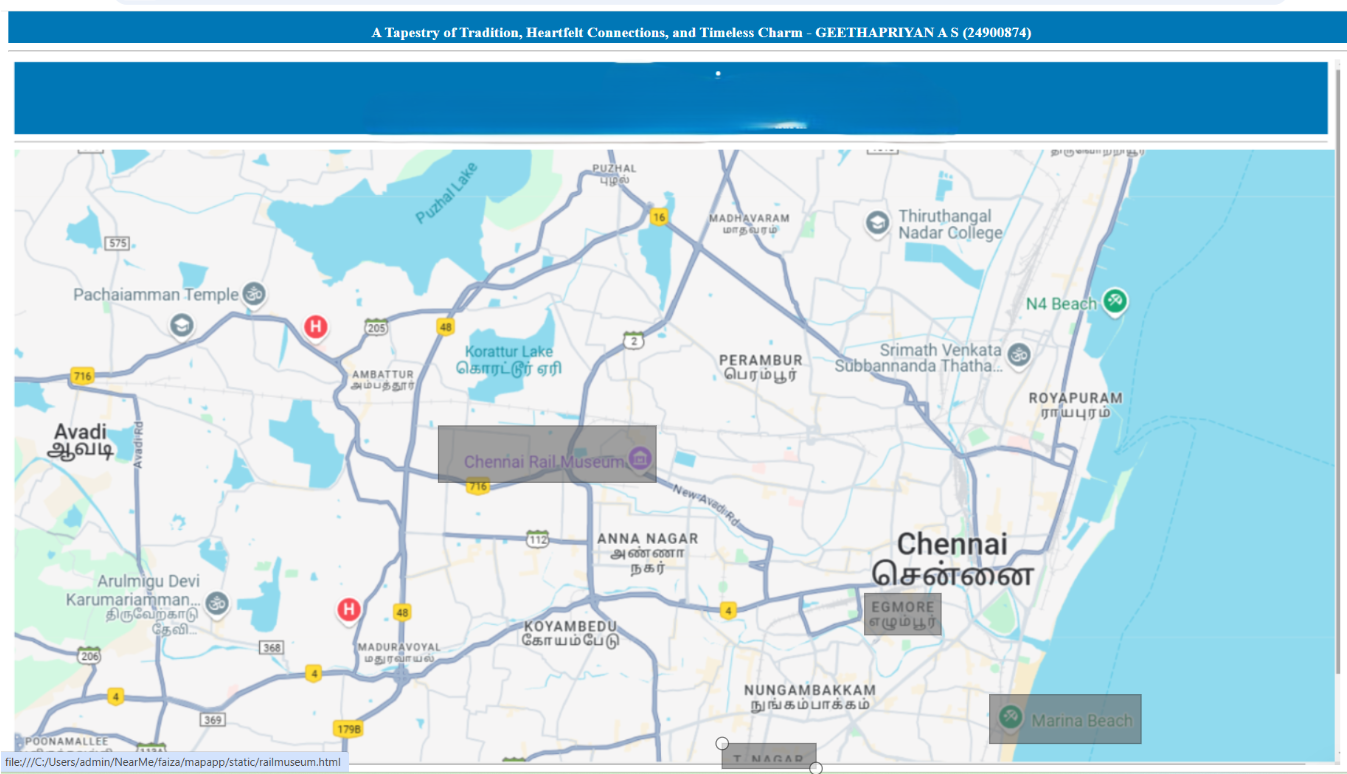 A Tapestry of Tradition, Heartfelt Connections, and Timeless Charm - GEETHAPRIYAN A S (24900874)
திருவொற்றியூர்
PUZHAL
புழல்
Puzhal Lake
16
MADHAVARAM
மாதவரம்
Thiruthangal
Nadar College
575
Pachaiamman Temple
N4 Beach
H
205
48
2
Korattur Lake
கொரட்டூர் ஏரி
PERAMBUR
பெரம்பூர்
Srimath Venkata
Subbannanda Thatha...
716
AMBATTUR
அம்பத்தூர்
ROYAPURAM
ராயபுரம்
Avadi
ஆவடி
Avadi Rd
Chennai Rail Museum
716
New Avadi Rd
112
ANNA NAGAR
அண்ணா
நகர்
Chennai
சென்னை
Arulmigu Devi
Karumariamman...
திருவேற்காடு
தேவி...
H
48
4
EGMORE
எழும்பூர்
KOYAMBEDU
கோயம்பேடு
368
206
MADURAVOYAL
மதுரவாயல்
4
4
NUNGAMBAKKAM
நுங்கம்பாக்கம்
369
179B
Marina Beach
POONAMALLEE
T. NAGAR
file:///C:/Users/admin/NearMe/faiza/mapapp/static/railmuseum.html